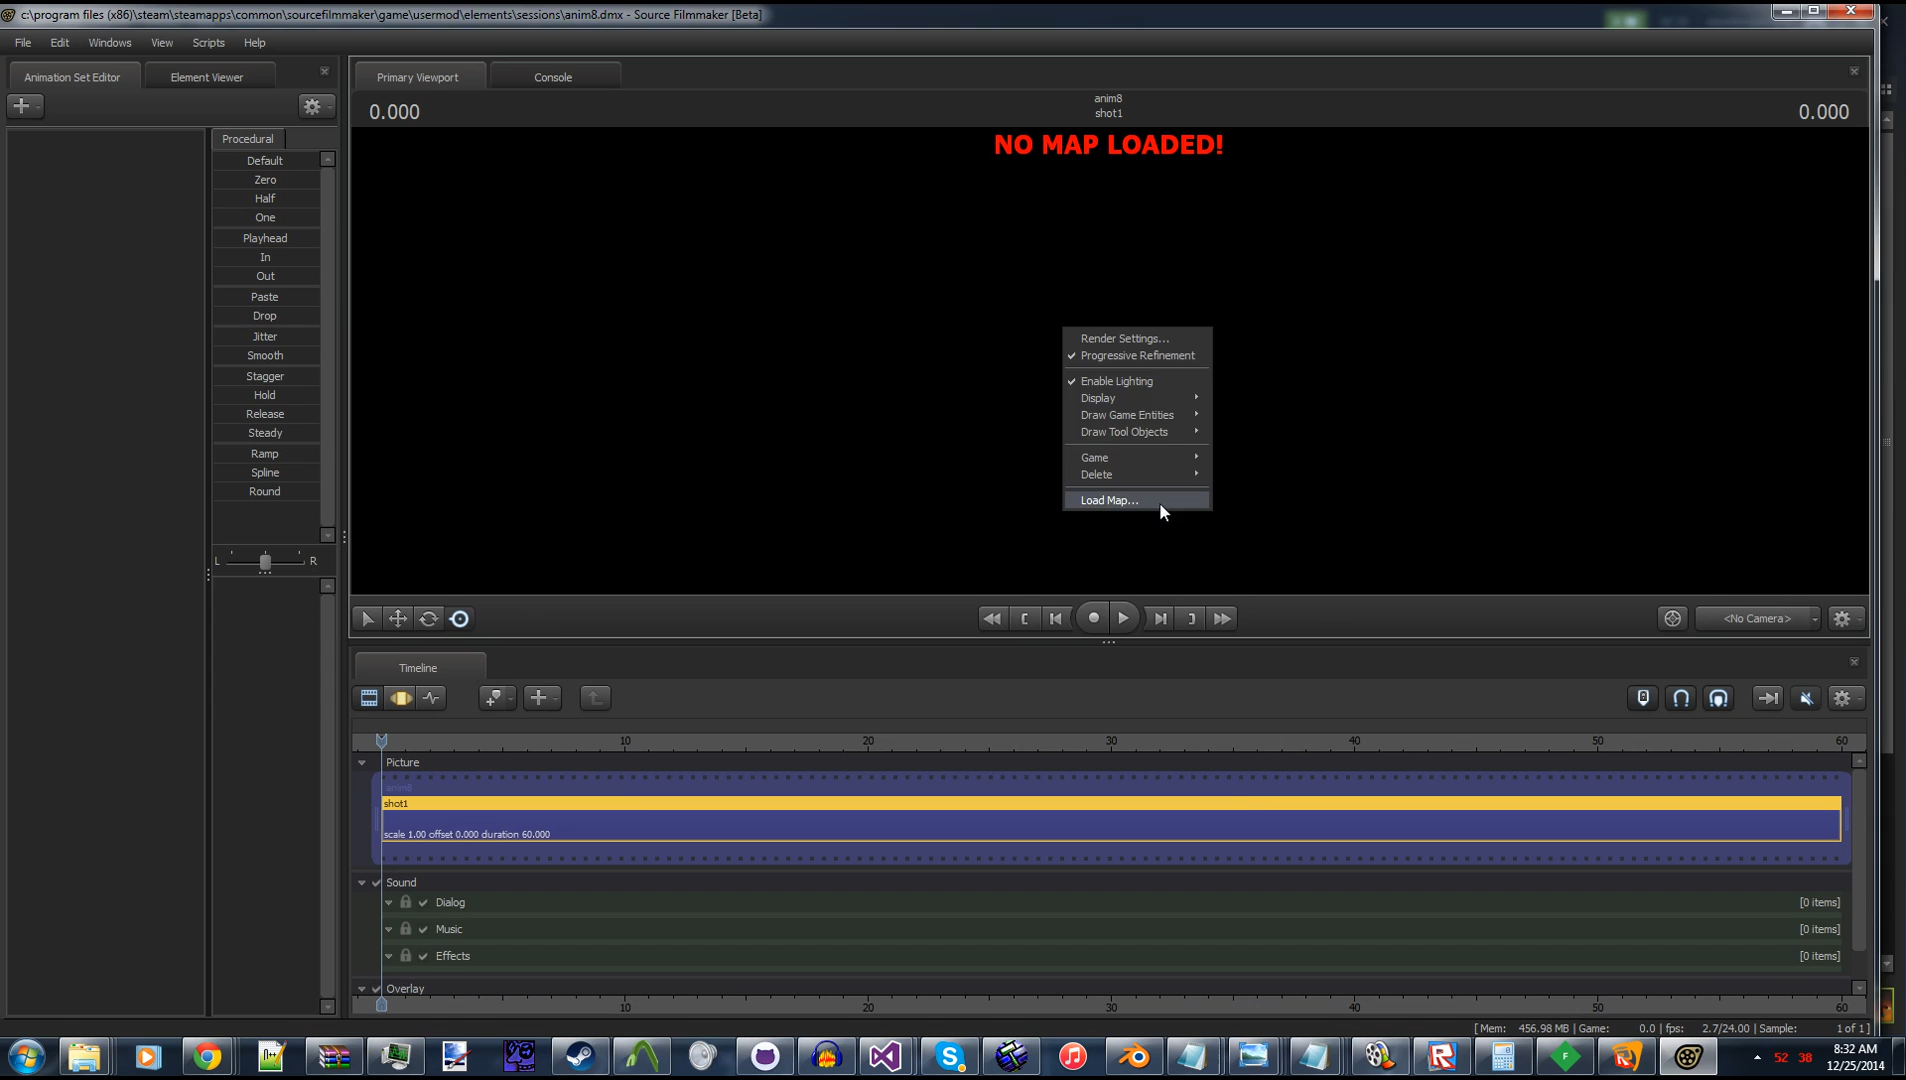 c:\program files (x86)\steam\steamapps\common\sourcefilmmaker\game\usermod\elements\sessions\anim8.dmx - Source Filmmaker [Beta]
File Edit Windows View Scripts Help
Animation Set Editor Element Viewer
Primary Viewport Console
0.000
anim8
shot1
0.000
NO MAP LOADED!
Procedural
Default
Zero
Half
One
Playhead
In
Out
Paste
Drop
Jitter
Smooth
Stagger
Hold
Release
Steady
Ramp
Spline
Round
L R
Render Settings...
Progressive Refinement
Enable Lighting
Display
Draw Game Entities
Draw Tool Objects
Game
Delete
Load Map...
<No Camera>
Timeline
10 20 30 40 50 60
Picture
anim8
shot1
scale 1.00 offset 0.000 duration 60.000
Sound
Dialog [0 items]
Music [0 items]
Effects [0 items]
Overlay
10 20 30 40 50 60
[ Mem: 456.98 MB | Game: 0.0 | fps: 2.7/24.00 | Sample: 1 of 1 ]
52 38
8:32 AM
12/25/2014